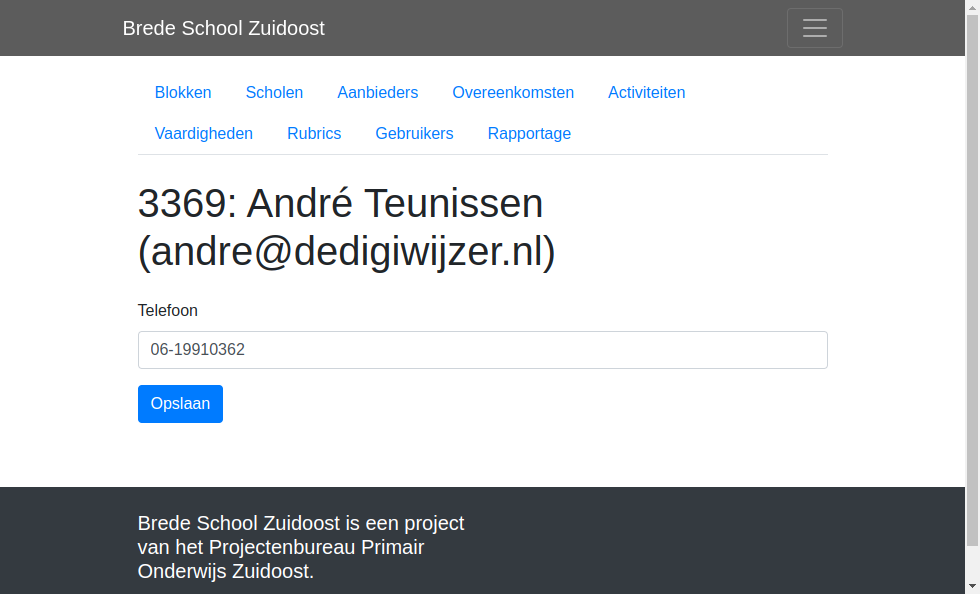 Brede School Zuidoost
Blokken Scholen Aanbieders Overeenkomsten Activiteiten
Vaardigheden Rubrics Gebruikers Rapportage
3369: André Teunissen
(andre@dedigiwijzer.nl)
Telefoon
06-19910362
Opslaan
Brede School Zuidoost is een project
van het Projectenbureau Primair
Onderwijs Zuidoost.